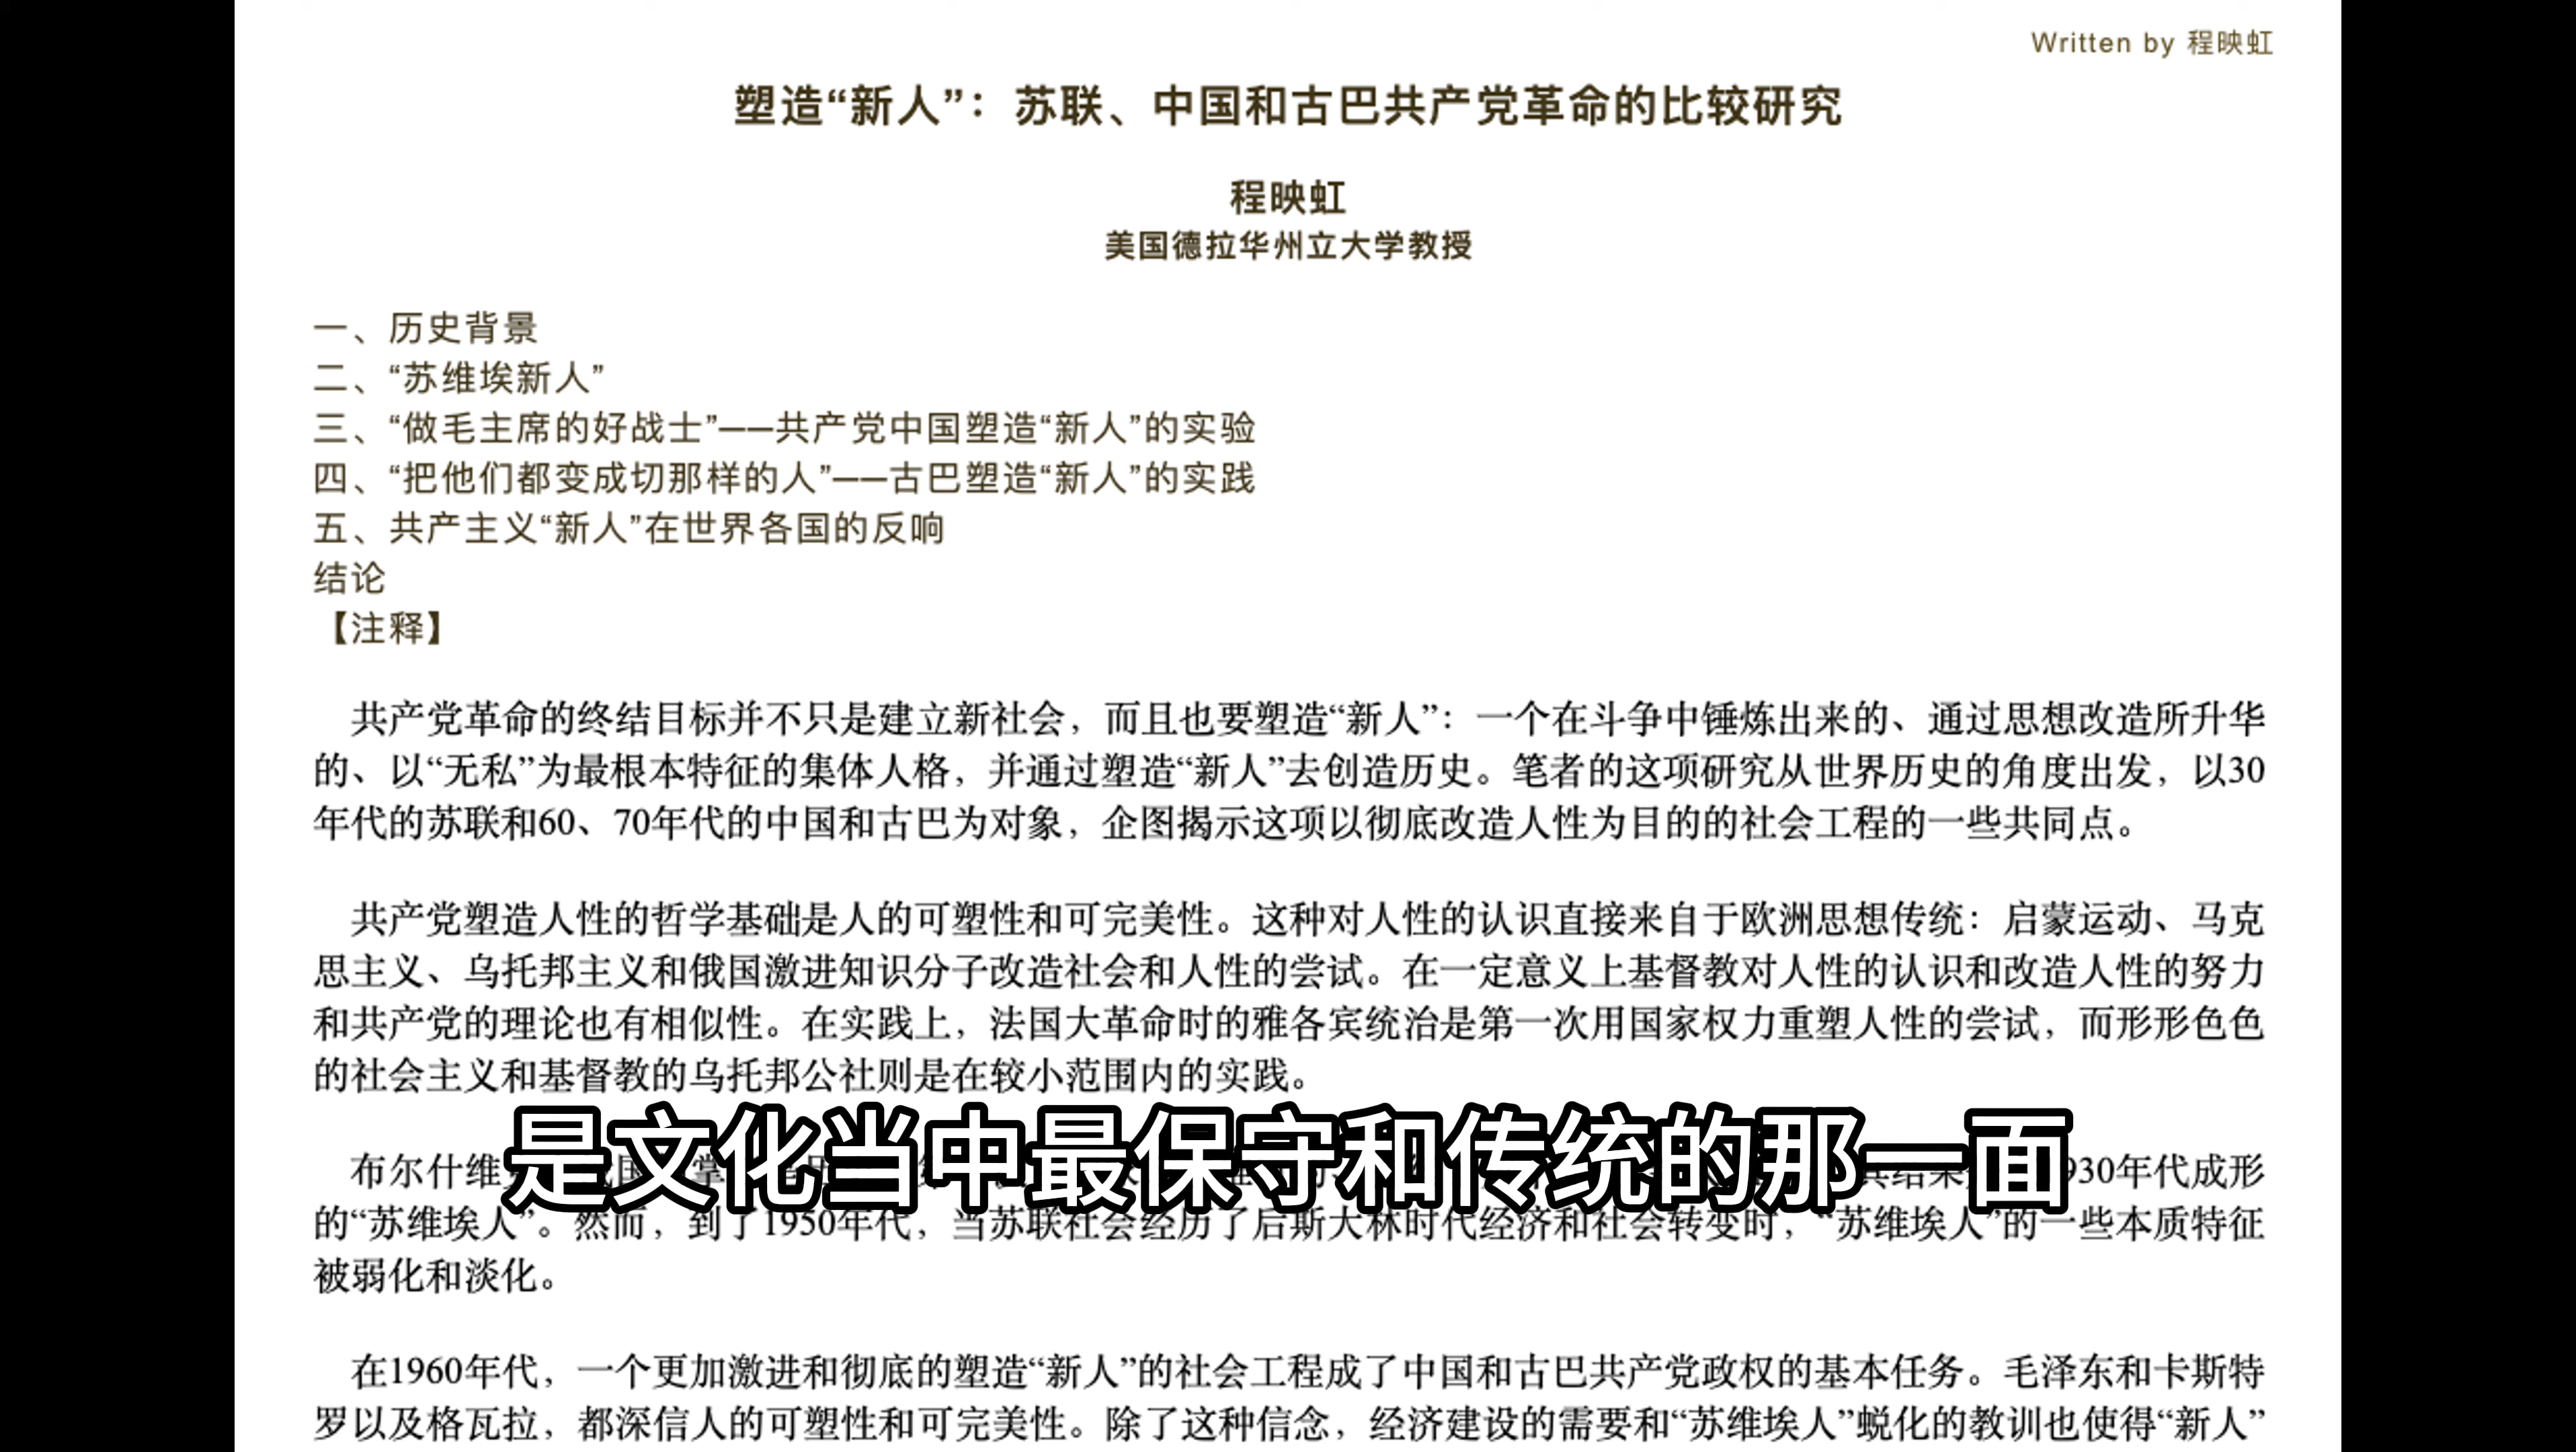 Written by 程映虹
塑造“新人”：苏联、中国和古巴共产党革命的比较研究
程映虹
美国德拉华州立大学教授
一、历史背景
二、“苏维埃新人”
三、“做毛主席的好战士”——共产党中国塑造“新人”的实验
四、“把他们都变成切那样的人”——古巴塑造“新人”的实践
五、共产主义“新人”在世界各国的反响
结论
【注释】
共产党革命的终结目标并不只是建立新社会，而且也要塑造“新人”：一个在斗争中锤炼出来的、通过思想改造所升华
的、以“无私”为最根本特征的集体人格，并通过塑造“新人”去创造历史。笔者的这项研究从世界历史的角度出发，以30
年代的苏联和60、70年代的中国和古巴为对象，企图揭示这项以彻底改造人性为目的的社会工程的一些共同点。
共产党塑造人性的哲学基础是人的可塑性和可完美性。这种对人性的认识直接来自于欧洲思想传统：启蒙运动、马克
思主义、乌托邦主义和俄国激进知识分子改造社会和人性的尝试。在一定意义上基督教对人性的认识和改造人性的努力
和共产党的理论也有相似性。在实践上，法国大革命时的雅各宾统治是第一次用国家权力重塑人性的尝试，而形形色色
的社会主义和基督教的乌托邦公社则是在较小范围内的实践。
布尔什维 930年代成形
是文化当中最保守和传统的那一面
的“苏维埃人”。然而，到了1950年代，当苏联社会经历了后斯大林时代经济和社会转变时，“苏维埃人”的一些本质特征
被弱化和淡化。
在1960年代，一个更加激进和彻底的塑造“新人”的社会工程成了中国和古巴共产党政权的基本任务。毛泽东和卡斯特
罗以及格瓦拉，都深信人的可塑性和可完美性。除了这种信念，经济建设的需要和“苏维埃人”蜕化的教训也使得“新人”